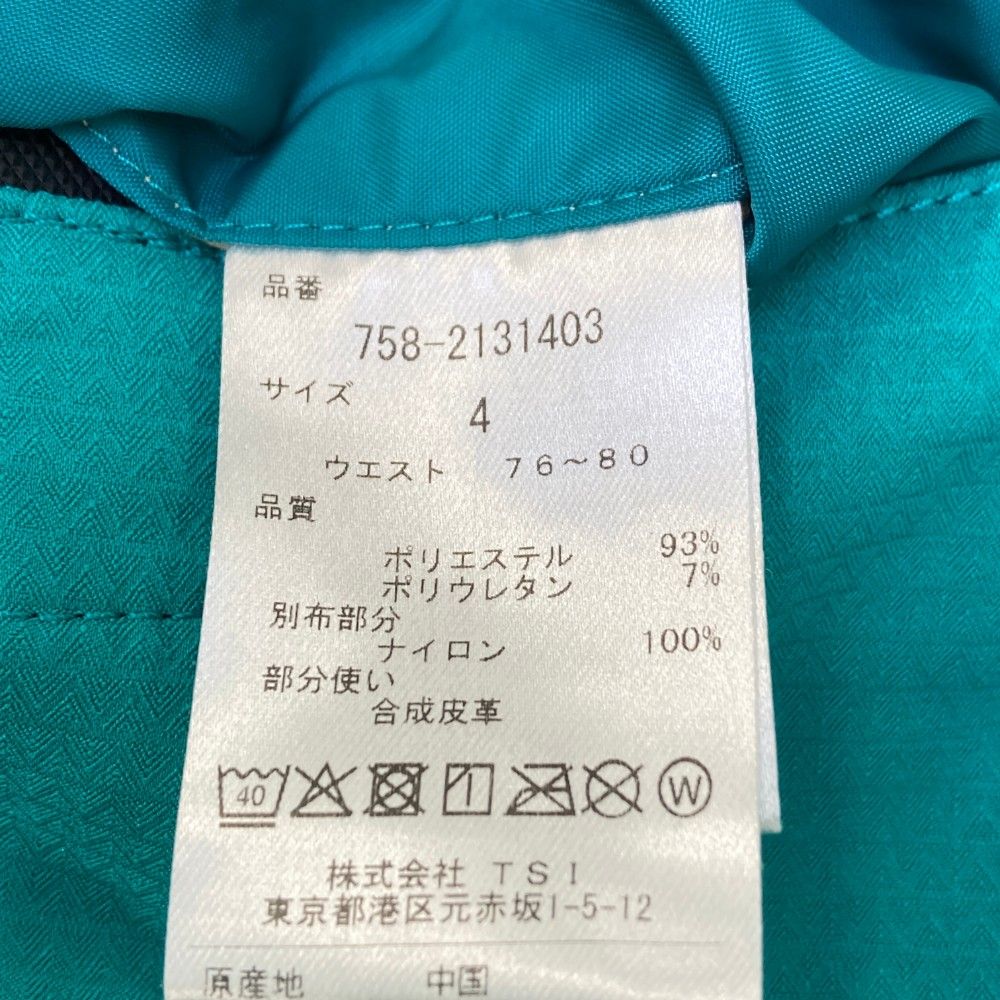 品番
758-2131403
サイズ
4
ウエスト 76~80
品質
ポリエステル 93%
ポリウレタン 7%
別布部分
ナイロン 100%
部分使い
合成皮革
40 W
株式会社 TSI
東京都港区元赤坂1-5-12
原産地 中国